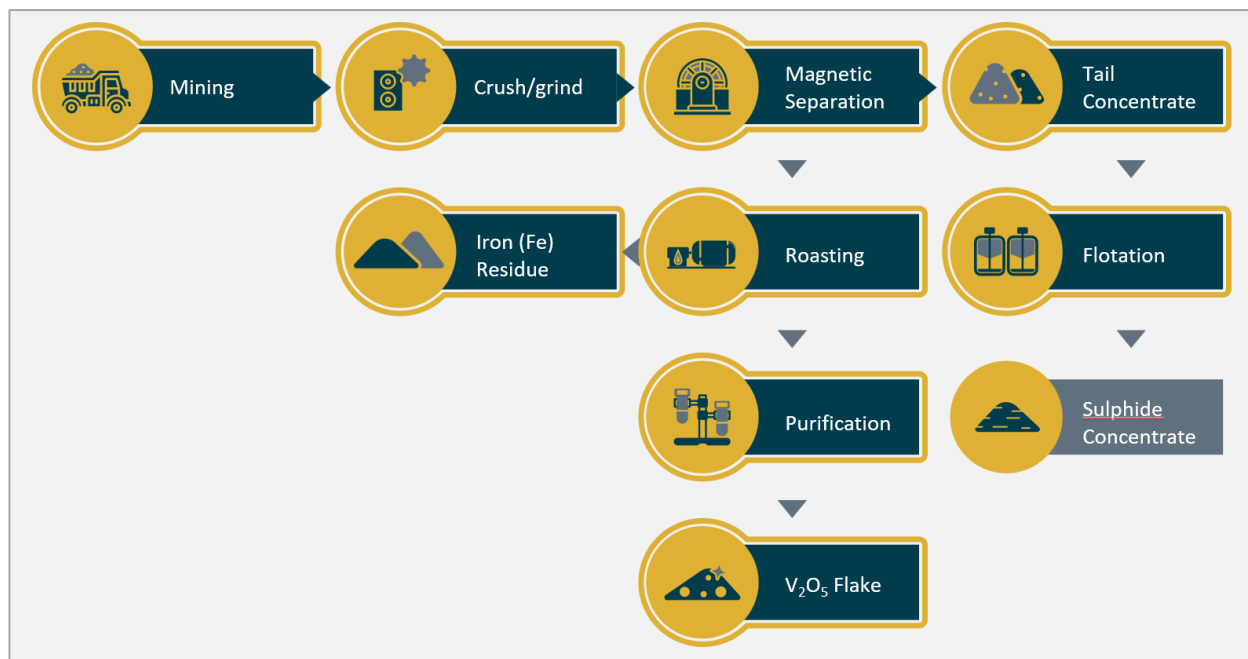 Mining
Crush/grind
Magnetic
Separation
Tail
Concentrate
Iron (Fe)
Residue
Roasting
Flotation
Purification
Sulphide
Concentrate
V₂O₅ Flake